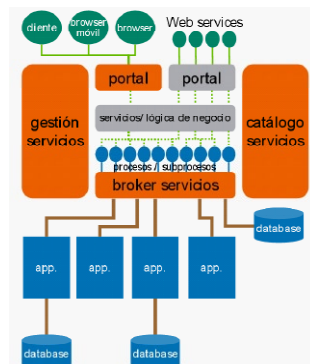 Web services
cliente
browser
móvil
browser
portal
portal
gestión
servicios
servicios/ lógica de negocio
catálogo
servicios
procesos / subprocesos
broker servicios
database
app.
app.
app.
app.
database
database